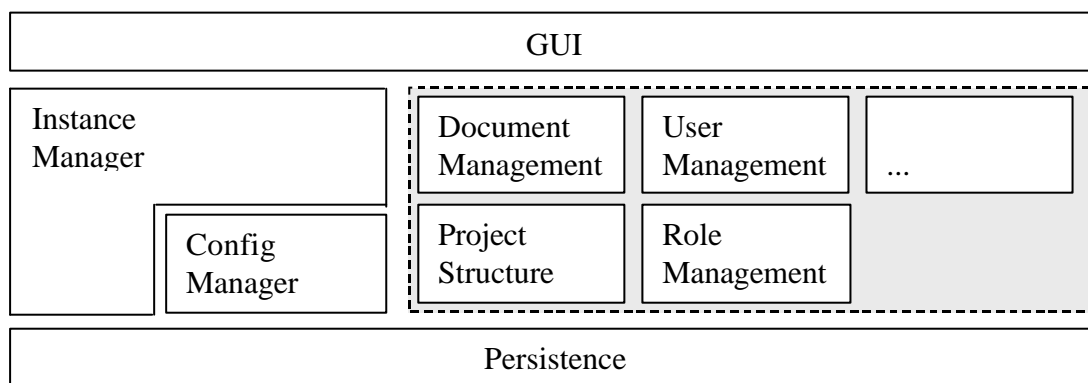 GUI
Instance
Manager
Config
Manager
Document
Management
User
Management
...
Project
Structure
Role
Management
Persistence